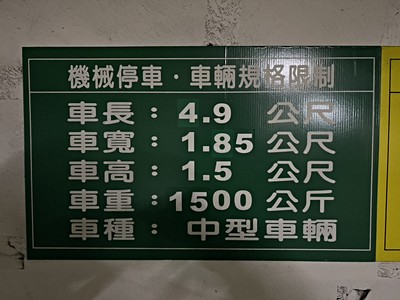 機械停車·車輛規格限制
車長：4.9 公尺
車寬：1.85 公尺
車高：1.5 公尺
車重：1500 公斤
車種：中型車輛